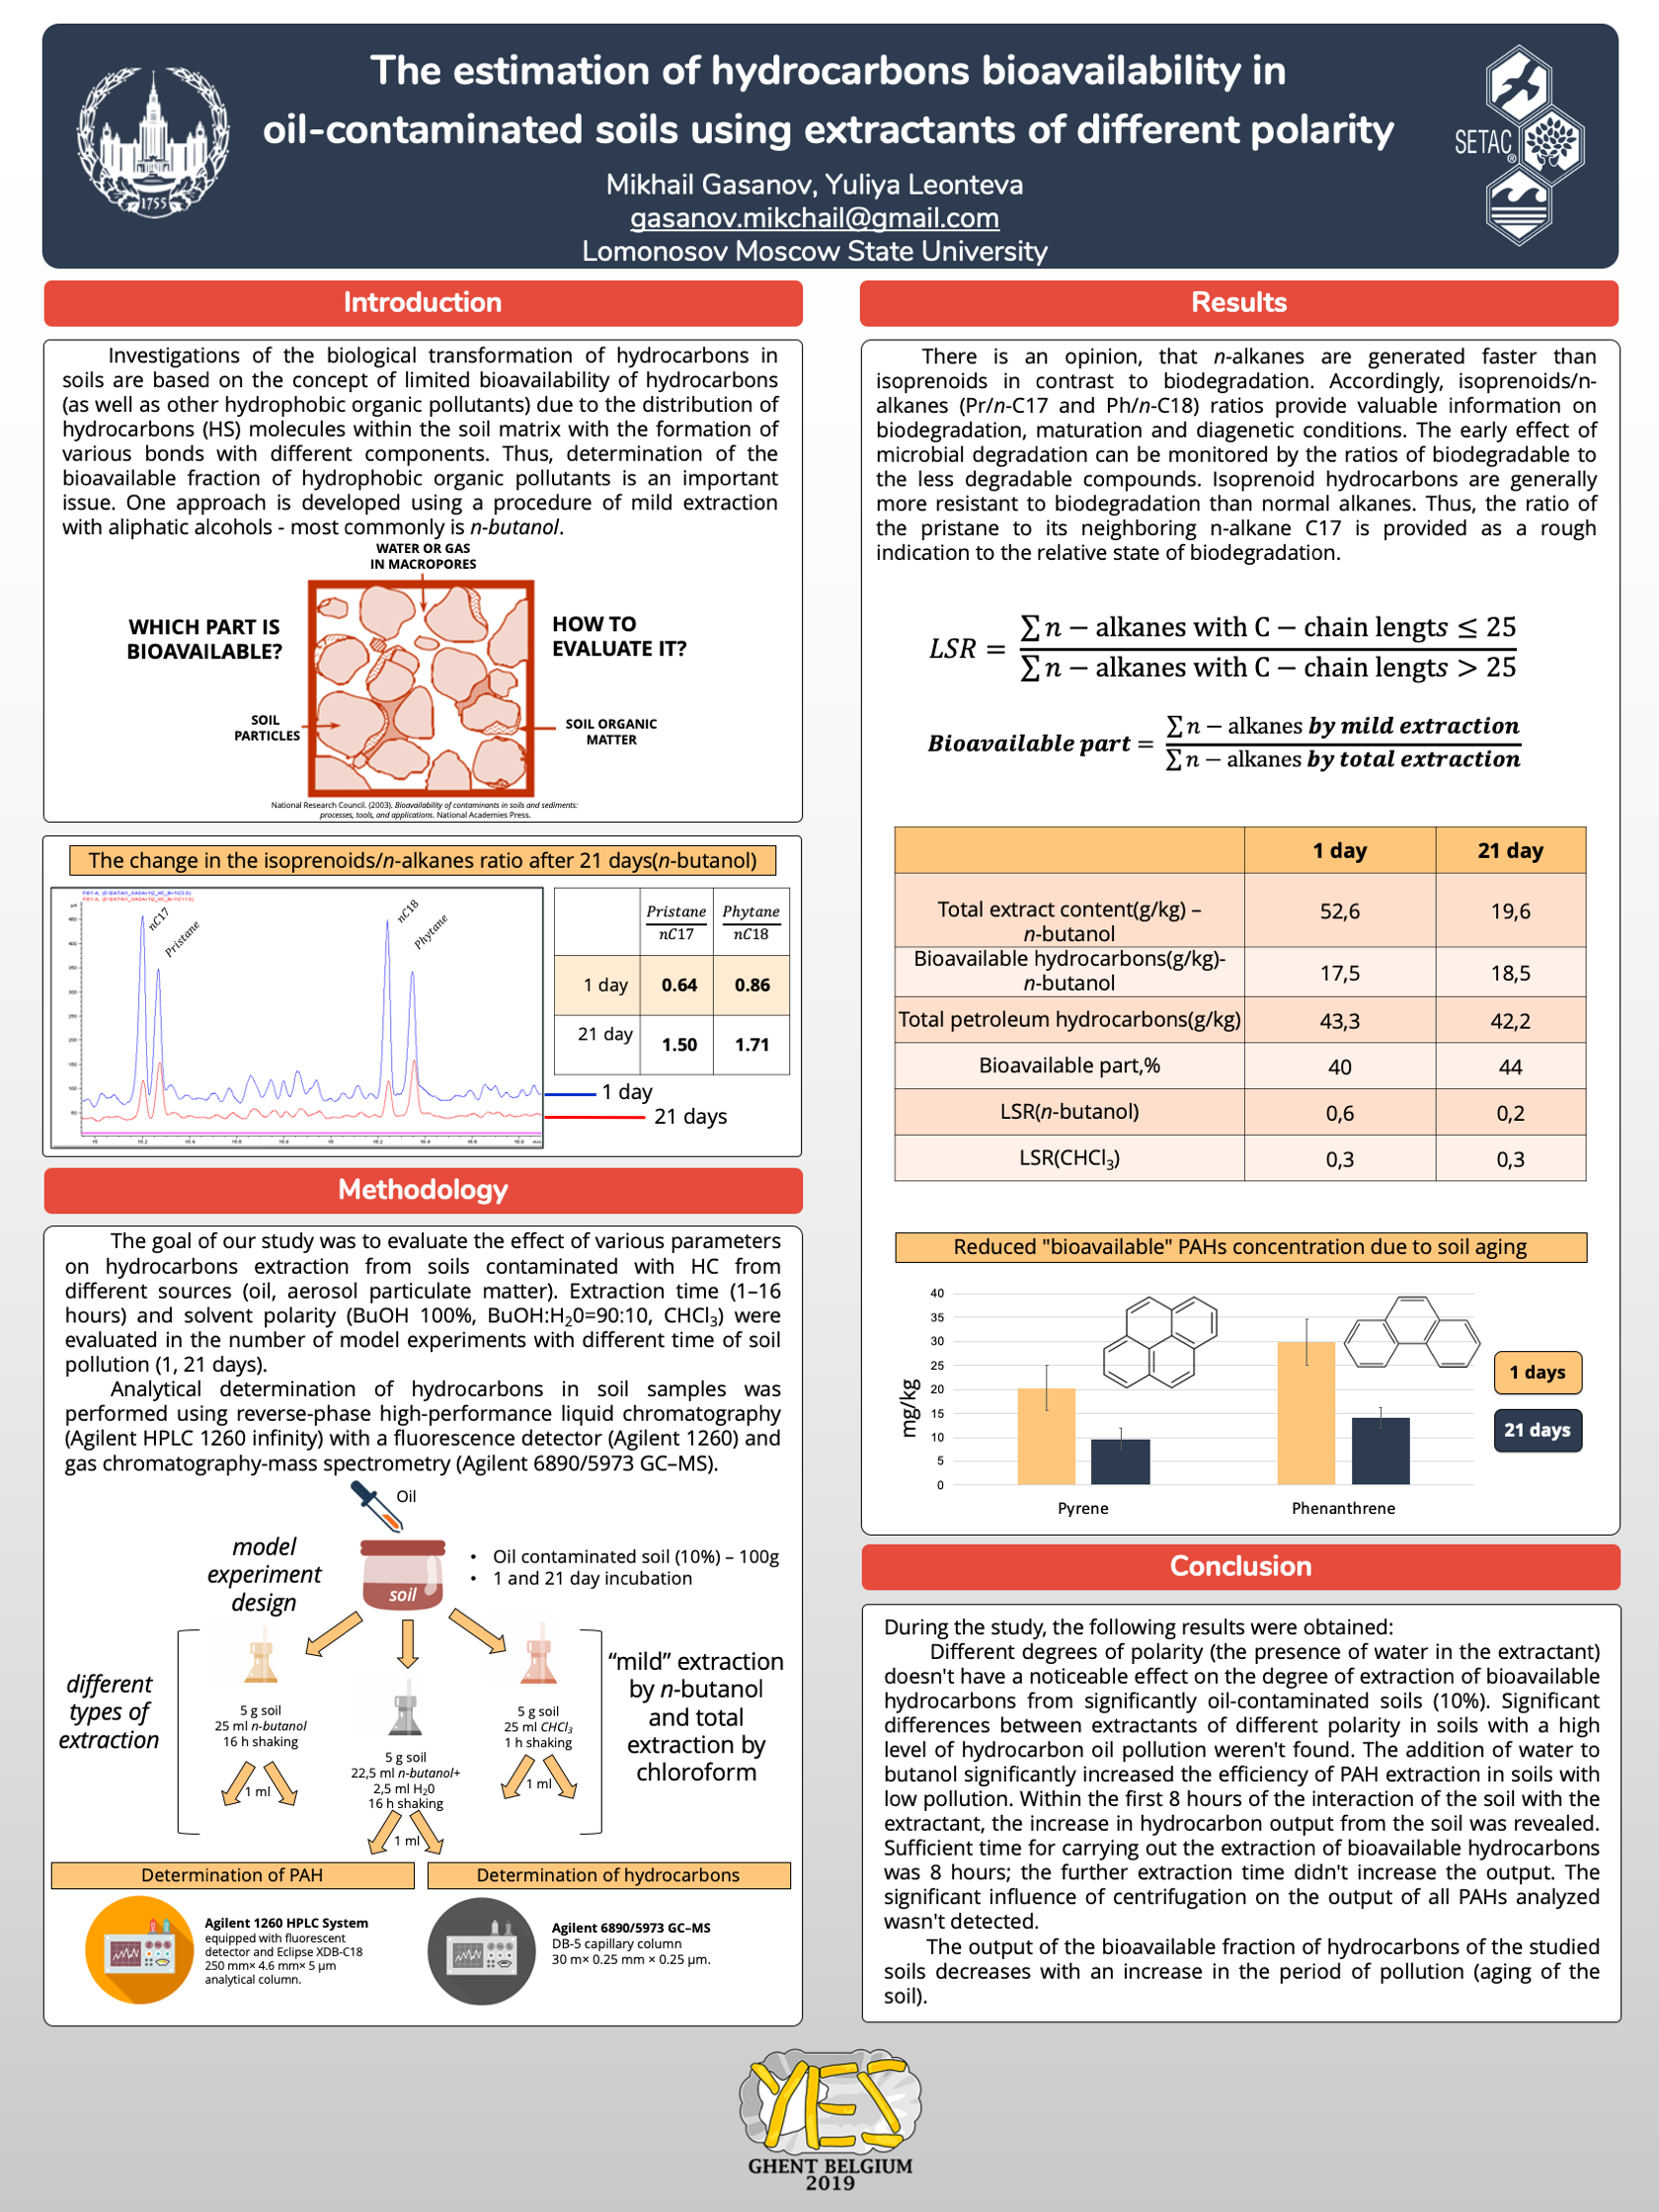 The estimation of hydrocarbons bioavailability in
oil-contaminated soils using extractants of different polarity
Mikhail Gasanov, Yuliya Leonteva
gasanov.mikchail@gmail.com
Lomonosov Moscow State University
1755
SETAC
®
Introduction
Investigations of the biological transformation of hydrocarbons in
soils are based on the concept of limited bioavailability of hydrocarbons
(as well as other hydrophobic organic pollutants) due to the distribution of
hydrocarbons (HS) molecules within the soil matrix with the formation of
various bonds with different components. Thus, determination of the
bioavailable fraction of hydrophobic organic pollutants is an important
issue. One approach is developed using a procedure of mild extraction
with aliphatic alcohols - most commonly is n-butanol.
WATER OR GAS
IN MACROPORES
WHICH PART IS
BIOAVAILABLE?
HOW TO
EVALUATE IT?
SOIL
PARTICLES
SOIL ORGANIC
MATTER
National Research Council. (2003). Bioavailability of contaminants in soils and sediments:
processes, tools, and applications. National Academies Press.
The change in the isoprenoids/n-alkanes ratio after 21 days(n-butanol)
nC17
Pristane
nC18
Phytane
Pristane Phytane
nC17 nC18
1 day 0.64 0.86
21 day 1.50 1.71
1 day
21 days
Methodology
The goal of our study was to evaluate the effect of various parameters
on hydrocarbons extraction from soils contaminated with HC from
different sources (oil, aerosol particulate matter). Extraction time (1–16
hours) and solvent polarity (BuOH 100%, BuOH:H₂0=90:10, CHCl₃) were
evaluated in the number of model experiments with different time of soil
pollution (1, 21 days).
Analytical determination of hydrocarbons in soil samples was
performed using reverse-phase high-performance liquid chromatography
(Agilent HPLC 1260 infinity) with a fluorescence detector (Agilent 1260) and
gas chromatography-mass spectrometry (Agilent 6890/5973 GC–MS).
Oil
model
experiment
design
soil
• Oil contaminated soil (10%) – 100g
• 1 and 21 day incubation
different
types of
extraction
5 g soil
25 ml n-butanol
16 h shaking
1 ml
5 g soil
22,5 ml n-butanol+
2,5 ml H₂0
16 h shaking
1 ml
5 g soil
25 ml CHCl₃
1 h shaking
1 ml
“mild” extraction
by n-butanol
and total
extraction by
chloroform
Determination of PAH
Agilent 1260 HPLC System
equipped with fluorescent
detector and Eclipse XDB-C18
250 mm× 4.6 mm× 5 μm
analytical column.
Determination of hydrocarbons
Agilent 6890/5973 GC–MS
DB-5 capillary column
30 m× 0.25 mm × 0.25 μm.
Results
There is an opinion, that n-alkanes are generated faster than
isoprenoids in contrast to biodegradation. Accordingly, isoprenoids/n-
alkanes (Pr/n-C17 and Ph/n-C18) ratios provide valuable information on
biodegradation, maturation and diagenetic conditions. The early effect of
microbial degradation can be monitored by the ratios of biodegradable to
the less degradable compounds. Isoprenoid hydrocarbons are generally
more resistant to biodegradation than normal alkanes. Thus, the ratio of
the pristane to its neighboring n-alkane C17 is provided as a rough
indication to the relative state of biodegradation.
∑ n − alkanes with C − chain lengts ≤ 25
LSR =
∑ n − alkanes with C − chain lengts > 25
∑ n − alkanes by mild extraction
Bioavailable part =
∑ n − alkanes by total extraction
1 day 21 day
Total extract content(g/kg) –
n-butanol 52,6 19,6
Bioavailable hydrocarbons(g/kg)-
n-butanol 17,5 18,5
Total petroleum hydrocarbons(g/kg) 43,3 42,2
Bioavailable part,% 40 44
LSR(n-butanol) 0,6 0,2
LSR(CHCl₃) 0,3 0,3
Reduced "bioavailable" PAHs concentration due to soil aging
mg/kg
40
35
30
25
20
15
10
5
0
Pyrene
Phenanthrene
1 days
21 days
Conclusion
During the study, the following results were obtained:
Different degrees of polarity (the presence of water in the extractant)
doesn't have a noticeable effect on the degree of extraction of bioavailable
hydrocarbons from significantly oil-contaminated soils (10%). Significant
differences between extractants of different polarity in soils with a high
level of hydrocarbon oil pollution weren't found. The addition of water to
butanol significantly increased the efficiency of PAH extraction in soils with
low pollution. Within the first 8 hours of the interaction of the soil with the
extractant, the increase in hydrocarbon output from the soil was revealed.
Sufficient time for carrying out the extraction of bioavailable hydrocarbons
was 8 hours; the further extraction time didn't increase the output. The
significant influence of centrifugation on the output of all PAHs analyzed
wasn't detected.
The output of the bioavailable fraction of hydrocarbons of the studied
soils decreases with an increase in the period of pollution (aging of the
soil).
YES
GHENT BELGIUM
2019